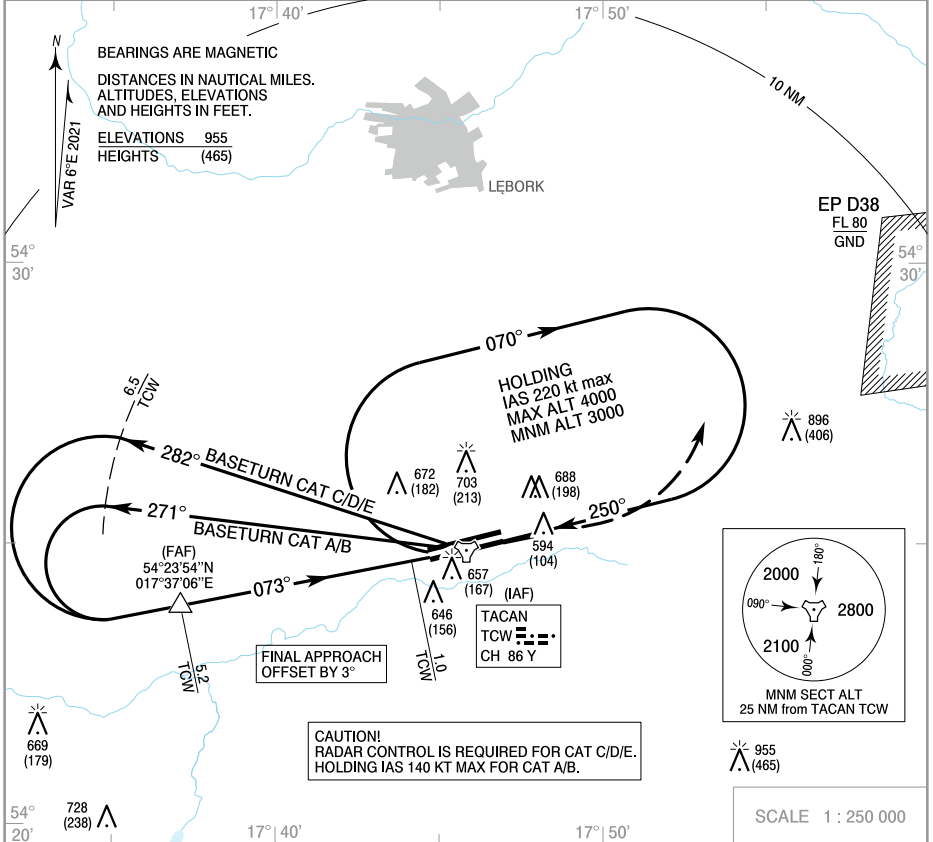 17° 40'
17° 50'
N
VAR 6°E 2021
BEARINGS ARE MAGNETIC
DISTANCES IN NAUTICAL MILES.
ALTITUDES, ELEVATIONS
AND HEIGHTS IN FEET.
ELEVATIONS 955
HEIGHTS (465)
10 NM
LĘBORK
EP D38
FL 80
GND
54°
30'
54°
30'
070°
HOLDING
IAS 220 kt max
MAX ALT 4000
MNM ALT 3000
6.5
TCW
282° BASETURN CAT C/D/E
271°
BASETURN CAT A/B
672
(182)
703
(213)
688
(198)
896
(406)
250°
594
(104)
(FAF)
54°23'54"N
017°37'06"E
073°
657
(167)
646
(156)
(IAF)
TACAN
TCW
CH 86 Y
1.0
TCW
5.2
TCW
FINAL APPROACH
OFFSET BY 3°
180°
2000
090°
2800
2100
000°
MNM SECT ALT
25 NM from TACAN TCW
669
(179)
CAUTION!
RADAR CONTROL IS REQUIRED FOR CAT C/D/E.
HOLDING IAS 140 KT MAX FOR CAT A/B.
955
(465)
728
(238)
54°
20'
17° 40'
17° 50'
SCALE 1 : 250 000